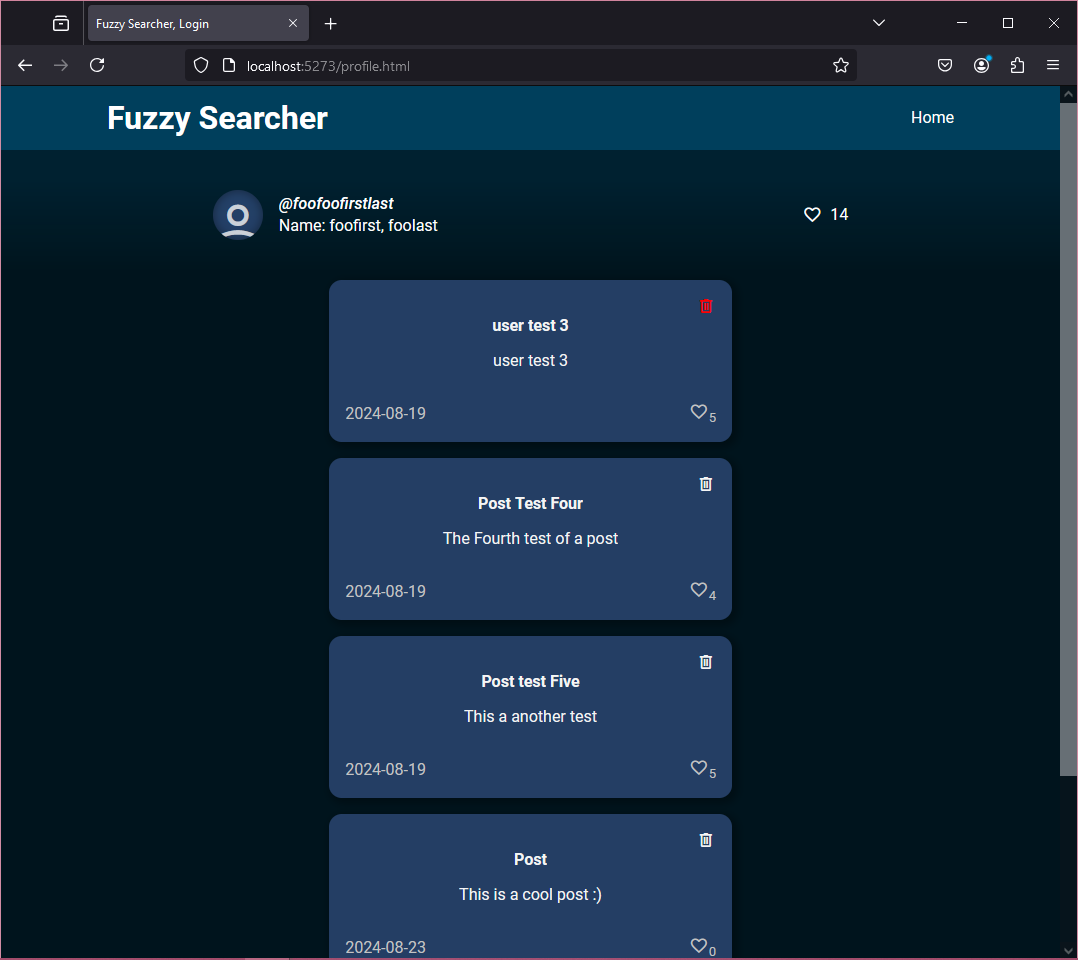 Fuzzy Searcher, Login
localhost:5273/profile.html
Fuzzy Searcher
Home
@foofoofirstlast
Name: foofirst, foolast
14
user test 3
user test 3
2024-08-19
5
Post Test Four
The Fourth test of a post
2024-08-19
4
Post test Five
This a another test
2024-08-19
5
Post
This is a cool post :)
2024-08-23
0